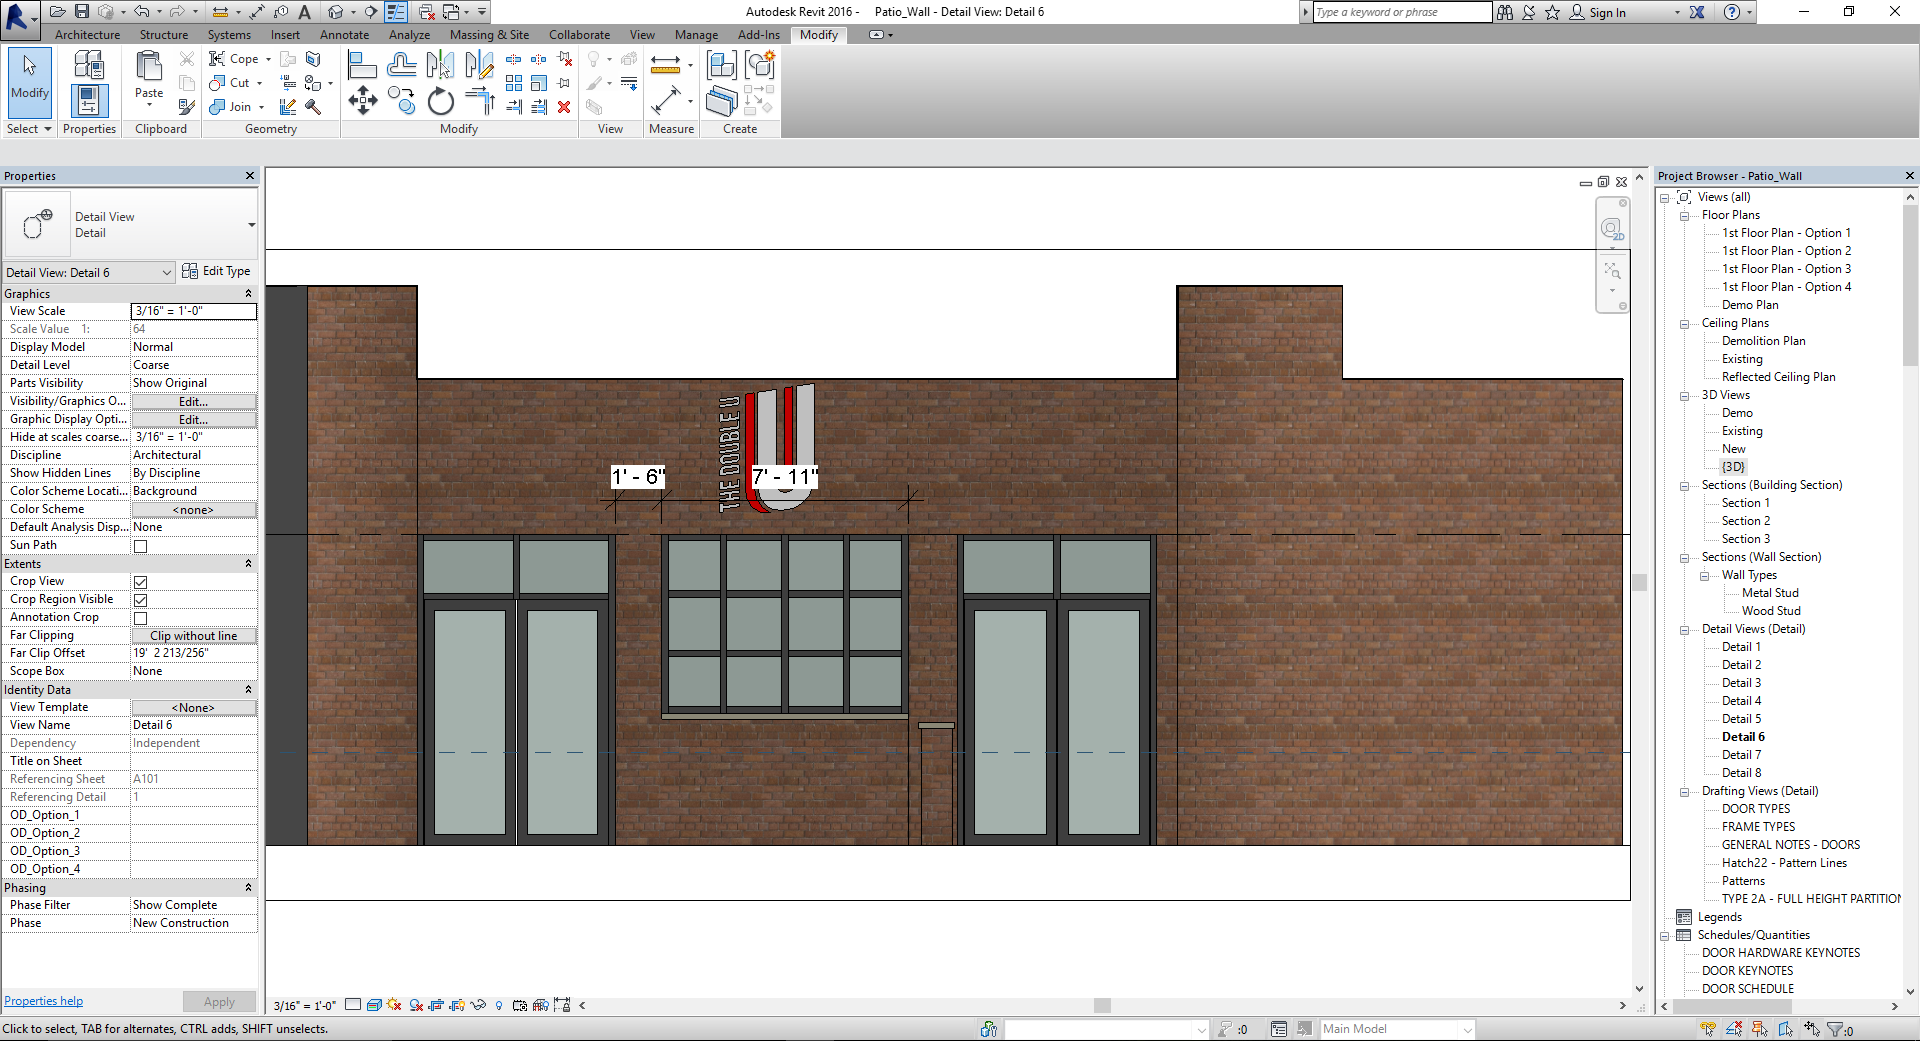 Autodesk Revit 2016 -     Patio_Wall - Detail View: Detail 6
Type a keyword or phrase
Sign In
Architecture Structure Systems Insert Annotate Analyze Massing & Site Collaborate View Manage Add-Ins Modify
Modify
Paste
Cope
Cut
Join
Select Properties Clipboard Geometry Modify View Measure Create
Properties
Detail View
Detail
Detail View: Detail 6
Edit Type
Graphics
View Scale 3/16" = 1'-0"
Scale Value 1: 64
Display Model Normal
Detail Level Coarse
Parts Visibility Show Original
Visibility/Graphics O... Edit...
Graphic Display Opti... Edit...
Hide at scales coarse... 3/16" = 1'-0"
Discipline Architectural
Show Hidden Lines By Discipline
Color Scheme Locati... Background
Color Scheme <none>
Default Analysis Disp... None
Sun Path
Extents
Crop View
Crop Region Visible
Annotation Crop
Far Clipping Clip without line
Far Clip Offset 19' 2 213/256"
Scope Box None
Identity Data
View Template <None>
View Name Detail 6
Dependency Independent
Title on Sheet
Referencing Sheet A101
Referencing Detail 1
OD_Option_1
OD_Option_2
OD_Option_3
OD_Option_4
Phasing
Phase Filter Show Complete
Phase New Construction
Properties help
Apply
2D
THE DOUBLE U
1' - 6"
7' - 11"
3/16" = 1'-0"
Project Browser - Patio_Wall
Views (all)
Floor Plans
1st Floor Plan - Option 1
1st Floor Plan - Option 2
1st Floor Plan - Option 3
1st Floor Plan - Option 4
Demo Plan
Ceiling Plans
Demolition Plan
Existing
Reflected Ceiling Plan
3D Views
Demo
Existing
New
{3D}
Sections (Building Section)
Section 1
Section 2
Section 3
Sections (Wall Section)
Wall Types
Metal Stud
Wood Stud
Detail Views (Detail)
Detail 1
Detail 2
Detail 3
Detail 4
Detail 5
Detail 6
Detail 7
Detail 8
Drafting Views (Detail)
DOOR TYPES
FRAME TYPES
GENERAL NOTES - DOORS
Hatch22 - Pattern Lines
Patterns
TYPE 2A - FULL HEIGHT PARTITION
Legends
Schedules/Quantities
DOOR HARDWARE KEYNOTES
DOOR KEYNOTES
DOOR SCHEDULE
Click to select, TAB for alternates, CTRL adds, SHIFT unselects.
:0
Main Model
:0